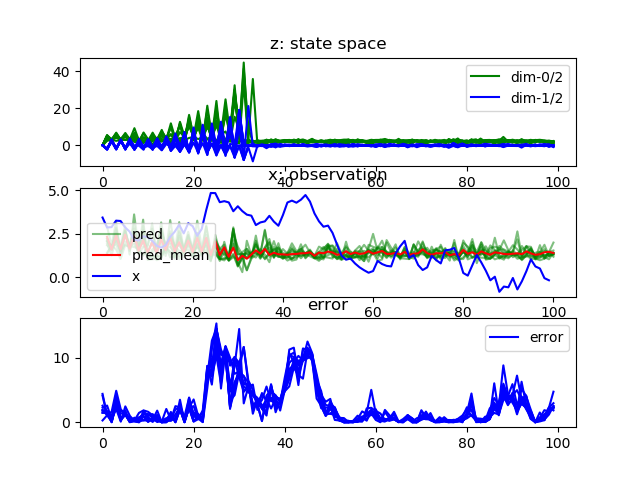 z: state space
40
20
0
dim-0/2
dim-1/2
0 20 40 60 80 100
x: observation
5.0
2.5
0.0
pred
pred_mean
x
0 20 40 60 80 100
error
10
0
error
0 20 40 60 80 100